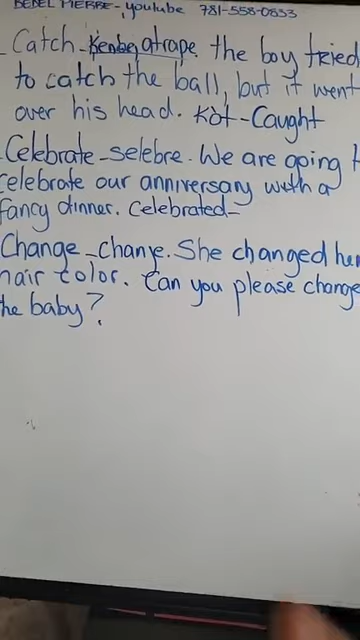 BEBEL PIERRE-youtube 781-558-0833
Catch-Kenbe, atrape. the boy tried
to catch the ball, but it went
over his head. Kòt-Caught
Celebrate-selebre. We are going t
celebrate our anniversary with a
fancy dinner. Celebrated-
Change-chanje. She changed her
hair color. Can you please change
the baby?